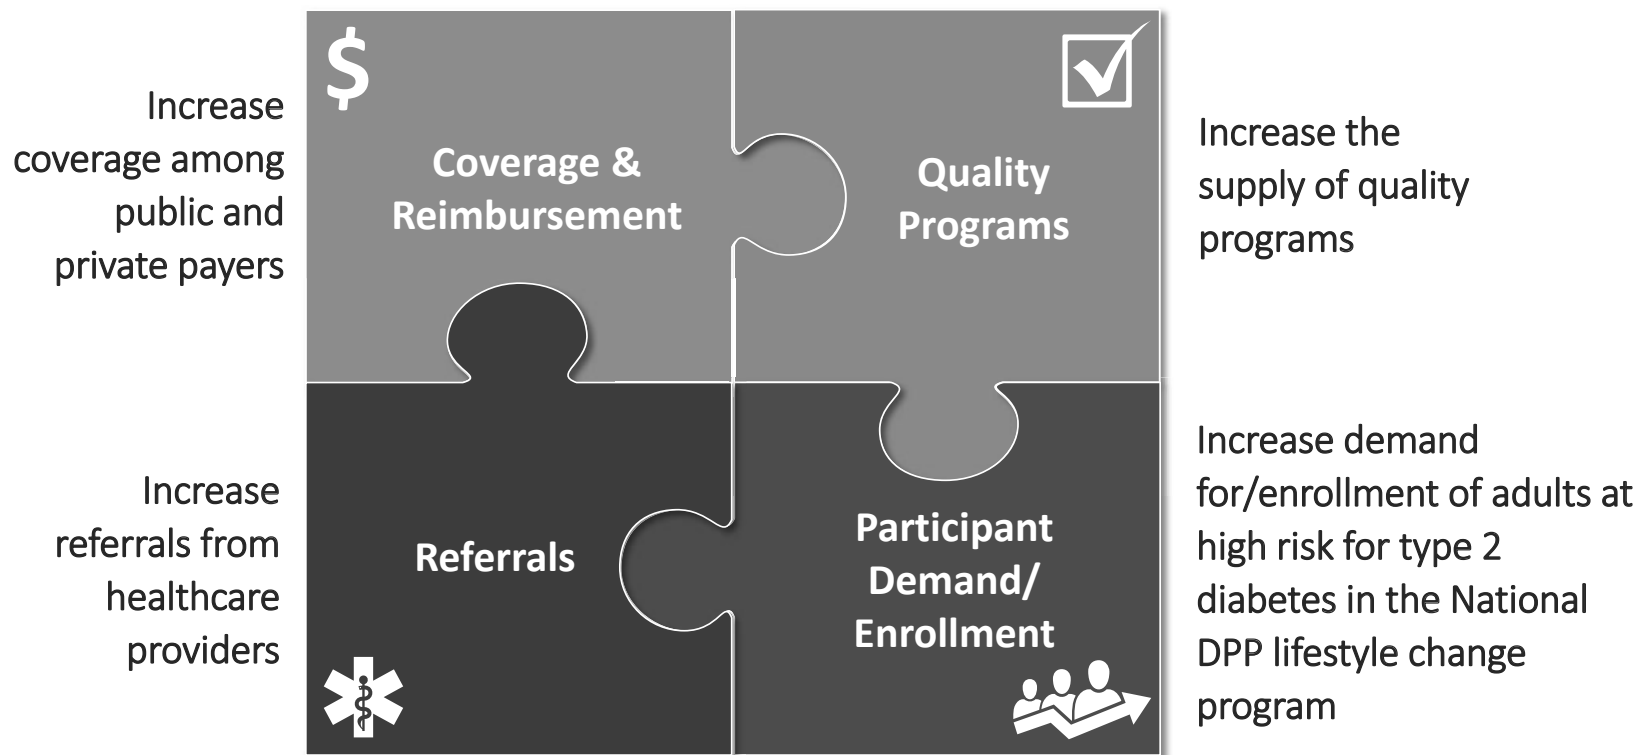 $
Increase
coverage among
public and
private payers
Coverage &
Reimbursement
Quality
Programs
Increase the
supply of quality
programs
Increase
referrals from
healthcare
providers
Referrals
Participant
Demand/
Enrollment
Increase demand
for/enrollment of adults at
high risk for type 2
diabetes in the National
DPP lifestyle change
program